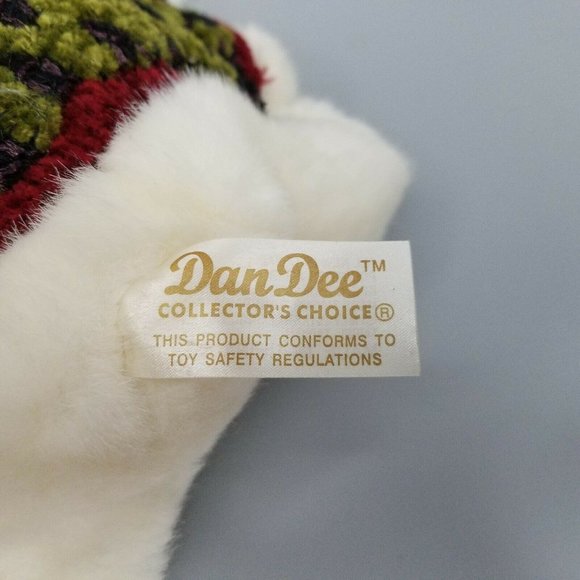 Dan Dee™
COLLECTOR'S CHOICE®
THIS PRODUCT CONFORMS TO
TOY SAFETY REGULATIONS